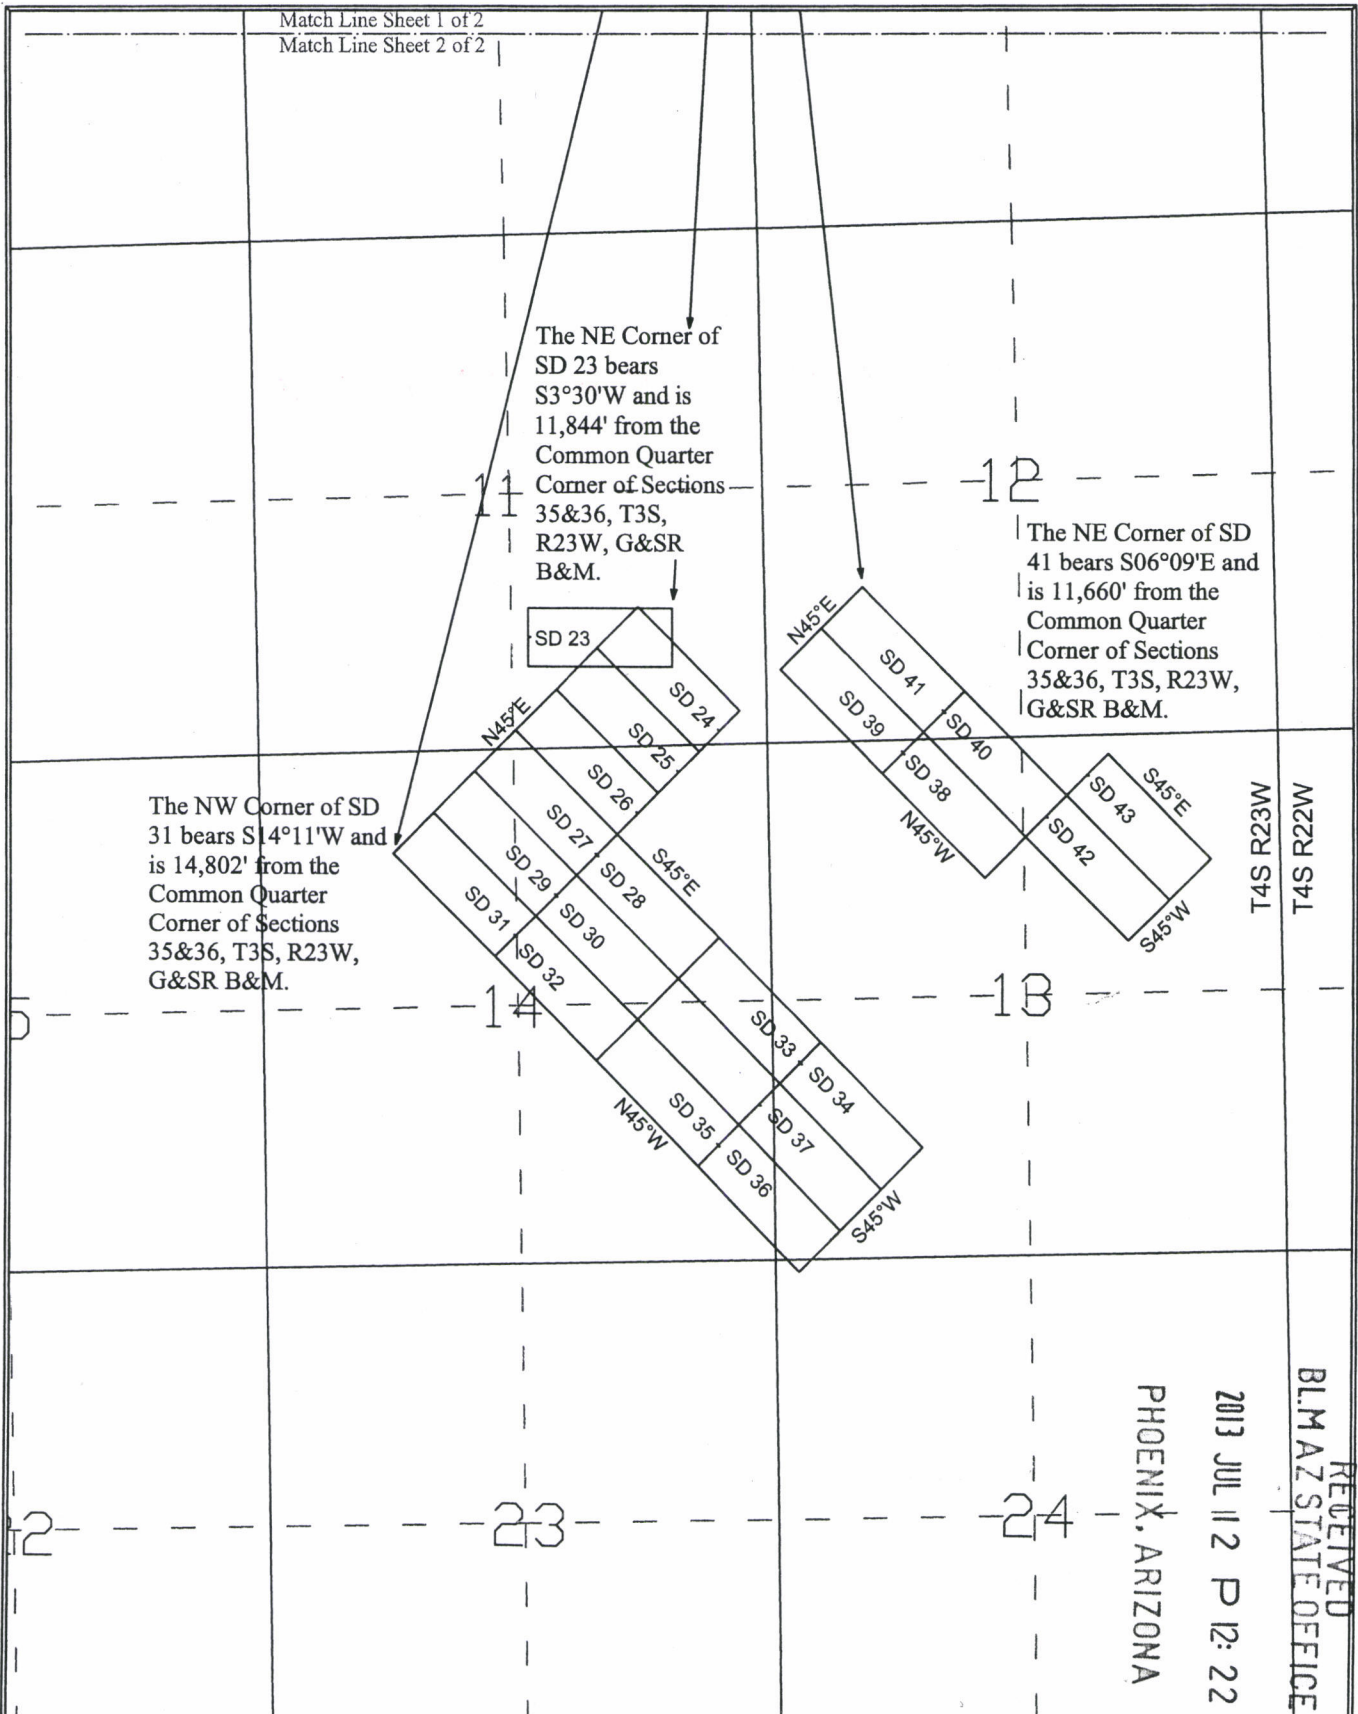 Match Line Sheet 1 of 2
Match Line Sheet 2 of 2
The NE Corner of
SD 23 bears
S3°30'W and is
11,844' from the
Common Quarter
Corner of Sections
35&36, T3S,
R23W, G&SR
B&M.
11
12
The NE Corner of SD
41 bears S06°09'E and
is 11,660' from the
Common Quarter
Corner of Sections
35&36, T3S, R23W,
G&SR B&M.
SD 23
N45°E
SD 24
SD 25
SD 26
SD 27
SD 28
SD 29
SD 30
SD 31
SD 32
S45°E
N45°E
SD 41
SD 39
SD 40
SD 38
N45°W
SD 43
SD 42
S45°E
S45°W
T4S R23W
T4S R22W
The NW Corner of SD
31 bears S14°11'W and
is 14,802' from the
Common Quarter
Corner of Sections
35&36, T3S, R23W,
G&SR B&M.
14
13
SD 33
SD 34
SD 35
SD 37
SD 36
N45°W
S45°W
23
24
RECEIVED
BLM AZ STATE OFFICE
2013 JUL 12 P 12: 22
PHOENIX, ARIZONA